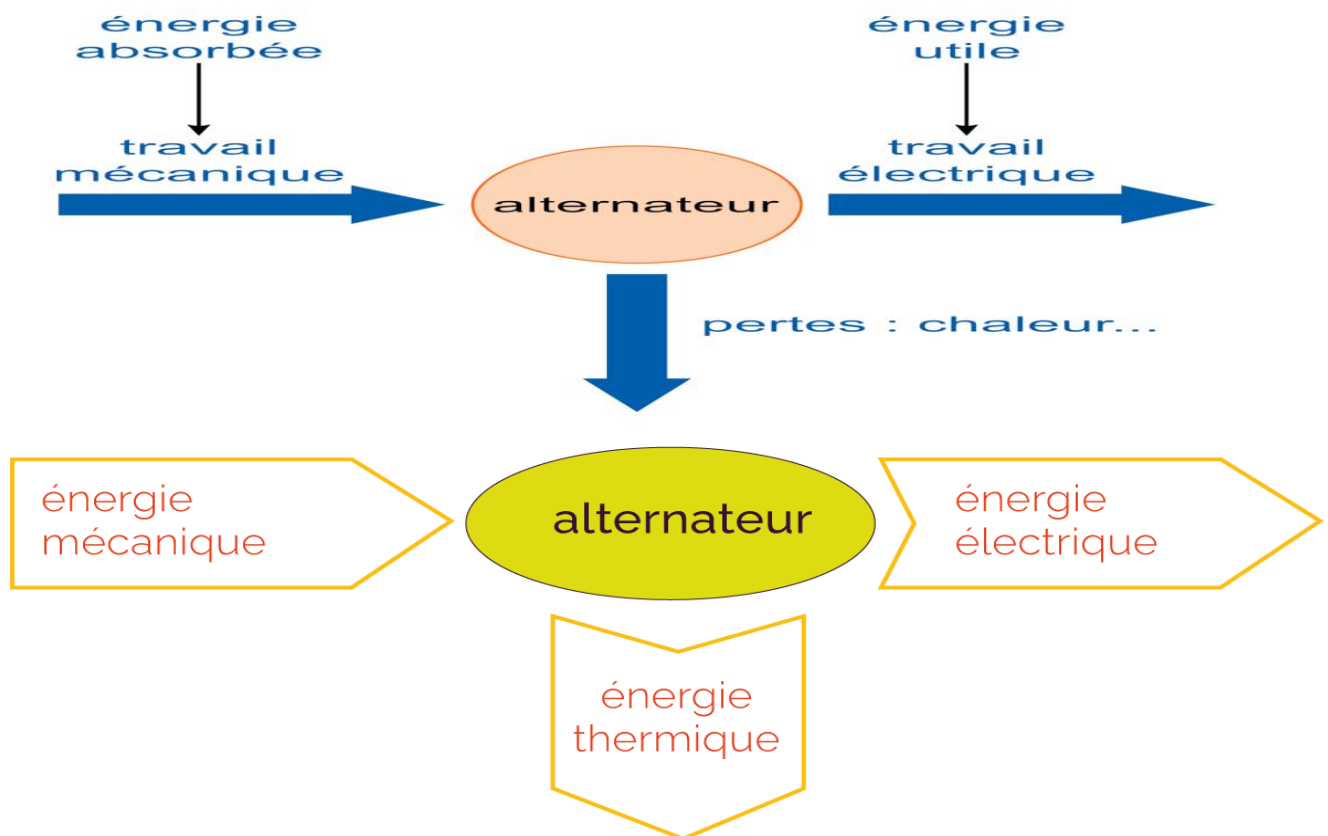 énergie
absorbée
énergie
utile
travail
mécanique
alternateur
travail
électrique
pertes : chaleur...
énergie
mécanique
alternateur
énergie
électrique
énergie
thermique